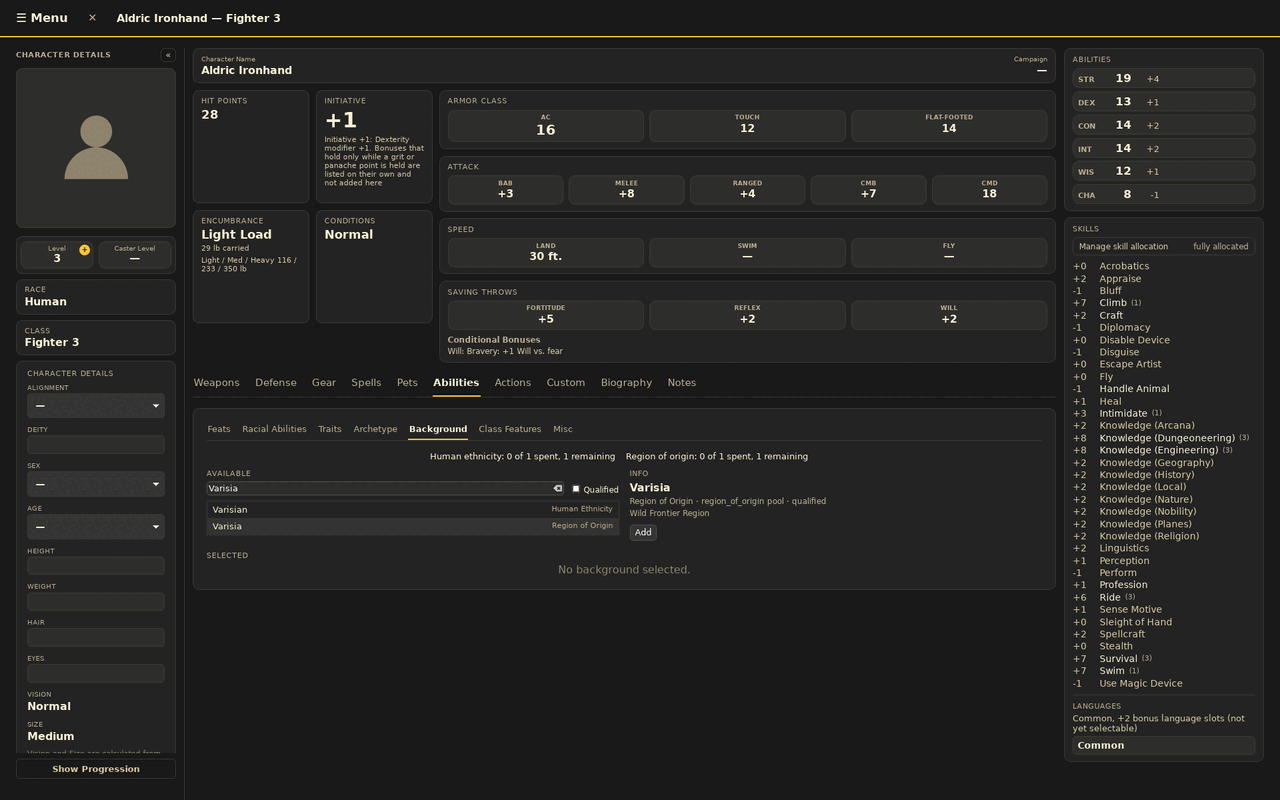 ☰ Menu ✕ Aldric Ironhand — Fighter 3
CHARACTER DETAILS «
Level
3
+
Caster Level
—
RACE
Human
CLASS
Fighter 3
CHARACTER DETAILS
ALIGNMENT
—
DEITY
SEX
—
AGE
—
HEIGHT
WEIGHT
HAIR
EYES
VISION
Normal
SIZE
Medium
Vision and Size are calculated from
Show Progression
Character Name
Aldric Ironhand
Campaign
—
HIT POINTS
28
INITIATIVE
+1
Initiative +1: Dexterity
modifier +1. Bonuses that
hold only while a grit or
panache point is held are
listed on their own and
not added here
ENCUMBRANCE
Light Load
29 lb carried
Light / Med / Heavy 116 /
233 / 350 lb
CONDITIONS
Normal
ARMOR CLASS
AC
16
TOUCH
12
FLAT-FOOTED
14
ATTACK
BAB
+3
MELEE
+8
RANGED
+4
CMB
+7
CMD
18
SPEED
LAND
30 ft.
SWIM
—
FLY
—
SAVING THROWS
FORTITUDE
+5
REFLEX
+2
WILL
+2
Conditional Bonuses
Will: Bravery: +1 Will vs. fear
Weapons Defense Gear Spells Pets Abilities Actions Custom Biography Notes
Feats Racial Abilities Traits Archetype Background Class Features Misc
Human ethnicity: 0 of 1 spent, 1 remaining Region of origin: 0 of 1 spent, 1 remaining
AVAILABLE
Varisia
Qualified
Varisian Human Ethnicity
Varisia Region of Origin
INFO
Varisia
Region of Origin · region_of_origin pool · qualified
Wild Frontier Region
Add
SELECTED
No background selected.
ABILITIES
STR 19 +4
DEX 13 +1
CON 14 +2
INT 14 +2
WIS 12 +1
CHA 8 -1
SKILLS
Manage skill allocation fully allocated
+0 Acrobatics
+2 Appraise
-1 Bluff
+7 Climb (1)
+2 Craft
-1 Diplomacy
+0 Disable Device
-1 Disguise
+0 Escape Artist
+0 Fly
-1 Handle Animal
+1 Heal
+3 Intimidate (1)
+2 Knowledge (Arcana)
+8 Knowledge (Dungeoneering) (3)
+8 Knowledge (Engineering) (3)
+2 Knowledge (Geography)
+2 Knowledge (History)
+2 Knowledge (Local)
+2 Knowledge (Nature)
+2 Knowledge (Nobility)
+2 Knowledge (Planes)
+2 Knowledge (Religion)
+2 Linguistics
+1 Perception
-1 Perform
+1 Profession
+6 Ride (3)
+1 Sense Motive
+0 Sleight of Hand
+2 Spellcraft
+0 Stealth
+7 Survival (3)
+7 Swim (1)
-1 Use Magic Device
LANGUAGES
Common, +2 bonus language slots (not
yet selectable)
Common